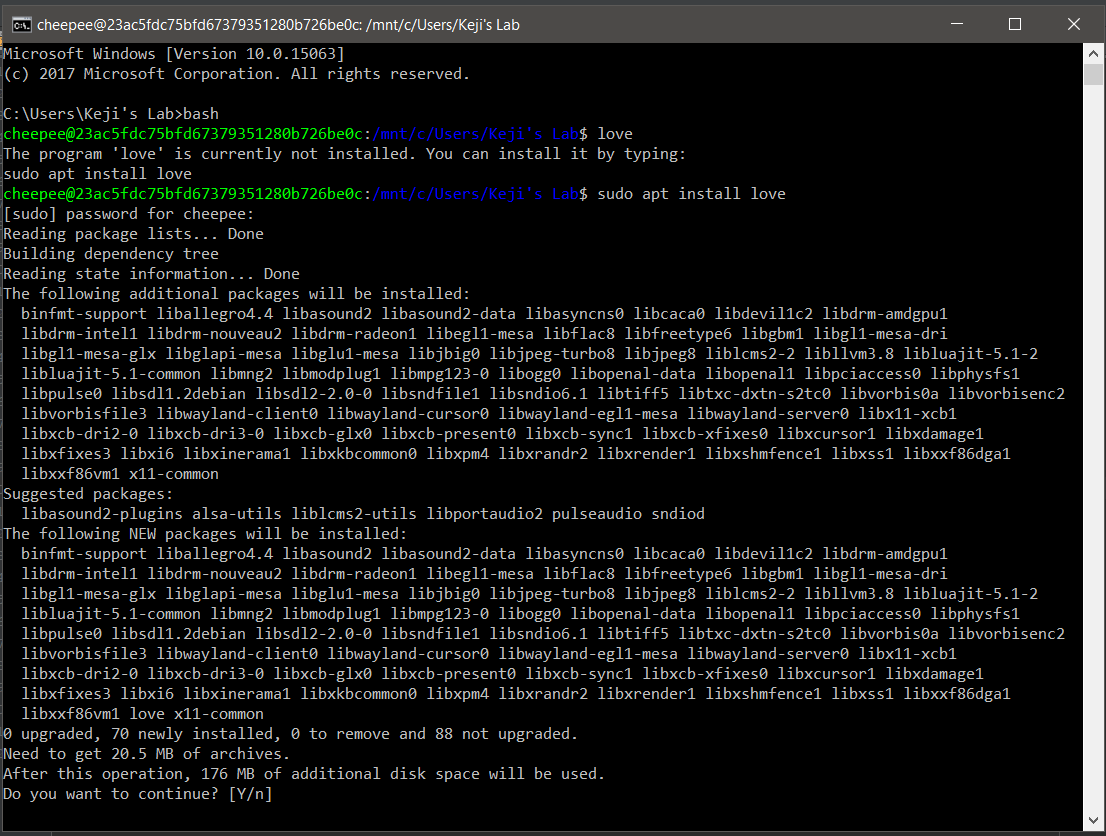 cheepee@23ac5fdc75bfd67379351280b726be0c: /mnt/c/Users/Keji's Lab
Microsoft Windows [Version 10.0.15063]
(c) 2017 Microsoft Corporation. All rights reserved.
C:\Users\Keji's Lab>bash
cheepee@23ac5fdc75bfd67379351280b726be0c:/mnt/c/Users/Keji's Lab$ love
The program 'love' is currently not installed. You can install it by typing:
sudo apt install love
cheepee@23ac5fdc75bfd67379351280b726be0c:/mnt/c/Users/Keji's Lab$ sudo apt install love
[sudo] password for cheepee:
Reading package lists... Done
Building dependency tree
Reading state information... Done
The following additional packages will be installed:
  binfmt-support liballegro4.4 libasound2 libasound2-data libasyncns0 libcaca0 libdevil1c2 libdrm-amdgpu1
  libdrm-intel1 libdrm-nouveau2 libdrm-radeon1 libegl1-mesa libflac8 libfreetype6 libgbm1 libgl1-mesa-dri
  libgl1-mesa-glx libglapi-mesa libglu1-mesa libjbig0 libjpeg-turbo8 libjpeg8 liblcms2-2 libllvm3.8 libluajit-5.1-2
  libluajit-5.1-common libmng2 libmodplug1 libmpg123-0 libogg0 libopenal-data libopenal1 libpciaccess0 libphysfs1
  libpulse0 libsdl1.2debian libsdl2-2.0-0 libsndfile1 libsndio6.1 libtiff5 libtxc-dxtn-s2tc0 libvorbis0a libvorbisenc2
  libvorbisfile3 libwayland-client0 libwayland-cursor0 libwayland-egl1-mesa libwayland-server0 libx11-xcb1
  libxcb-dri2-0 libxcb-dri3-0 libxcb-glx0 libxcb-present0 libxcb-sync1 libxcb-xfixes0 libxcursor1 libxdamage1
  libxfixes3 libxi6 libxinerama1 libxkbcommon0 libxpm4 libxrandr2 libxrender1 libxshmfence1 libxss1 libxxf86dga1
  libxxf86vm1 x11-common
Suggested packages:
  libasound2-plugins alsa-utils liblcms2-utils libportaudio2 pulseaudio sndiod
The following NEW packages will be installed:
  binfmt-support liballegro4.4 libasound2 libasound2-data libasyncns0 libcaca0 libdevil1c2 libdrm-amdgpu1
  libdrm-intel1 libdrm-nouveau2 libdrm-radeon1 libegl1-mesa libflac8 libfreetype6 libgbm1 libgl1-mesa-dri
  libgl1-mesa-glx libglapi-mesa libglu1-mesa libjbig0 libjpeg-turbo8 libjpeg8 liblcms2-2 libllvm3.8 libluajit-5.1-2
  libluajit-5.1-common libmng2 libmodplug1 libmpg123-0 libogg0 libopenal-data libopenal1 libpciaccess0 libphysfs1
  libpulse0 libsdl1.2debian libsdl2-2.0-0 libsndfile1 libsndio6.1 libtiff5 libtxc-dxtn-s2tc0 libvorbis0a libvorbisenc2
  libvorbisfile3 libwayland-client0 libwayland-cursor0 libwayland-egl1-mesa libwayland-server0 libx11-xcb1
  libxcb-dri2-0 libxcb-dri3-0 libxcb-glx0 libxcb-present0 libxcb-sync1 libxcb-xfixes0 libxcursor1 libxdamage1
  libxfixes3 libxi6 libxinerama1 libxkbcommon0 libxpm4 libxrandr2 libxrender1 libxshmfence1 libxss1 libxxf86dga1
  libxxf86vm1 love x11-common
0 upgraded, 70 newly installed, 0 to remove and 88 not upgraded.
Need to get 20.5 MB of archives.
After this operation, 176 MB of additional disk space will be used.
Do you want to continue? [Y/n]